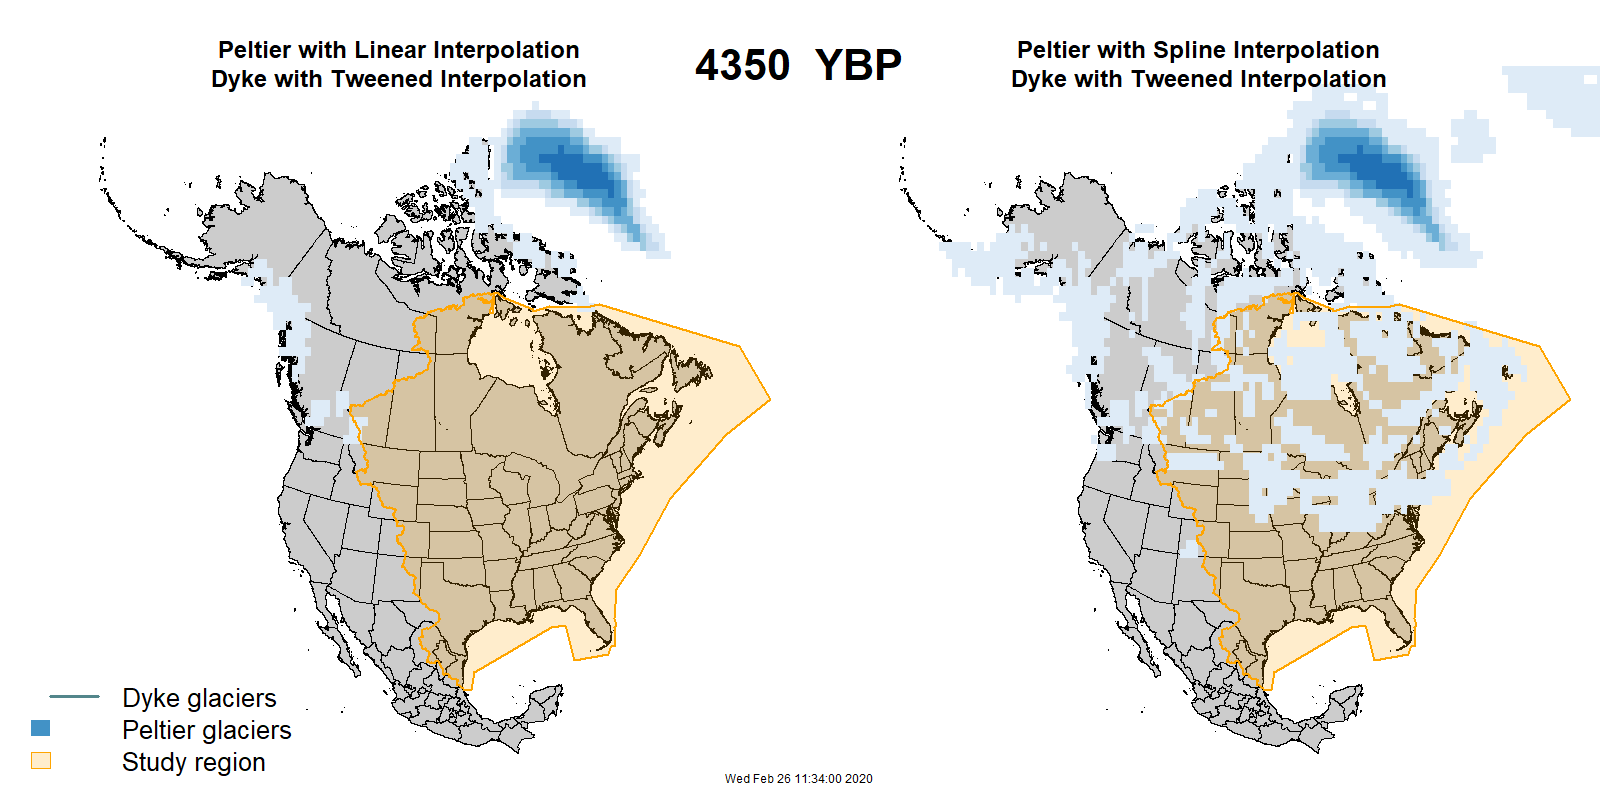 Peltier with Linear Interpolation
Dyke with Tweened Interpolation
4350 YBP
Peltier with Spline Interpolation
Dyke with Tweened Interpolation
Dyke glaciers
Peltier glaciers
Study region
Wed Feb 26 11:34:00 2020